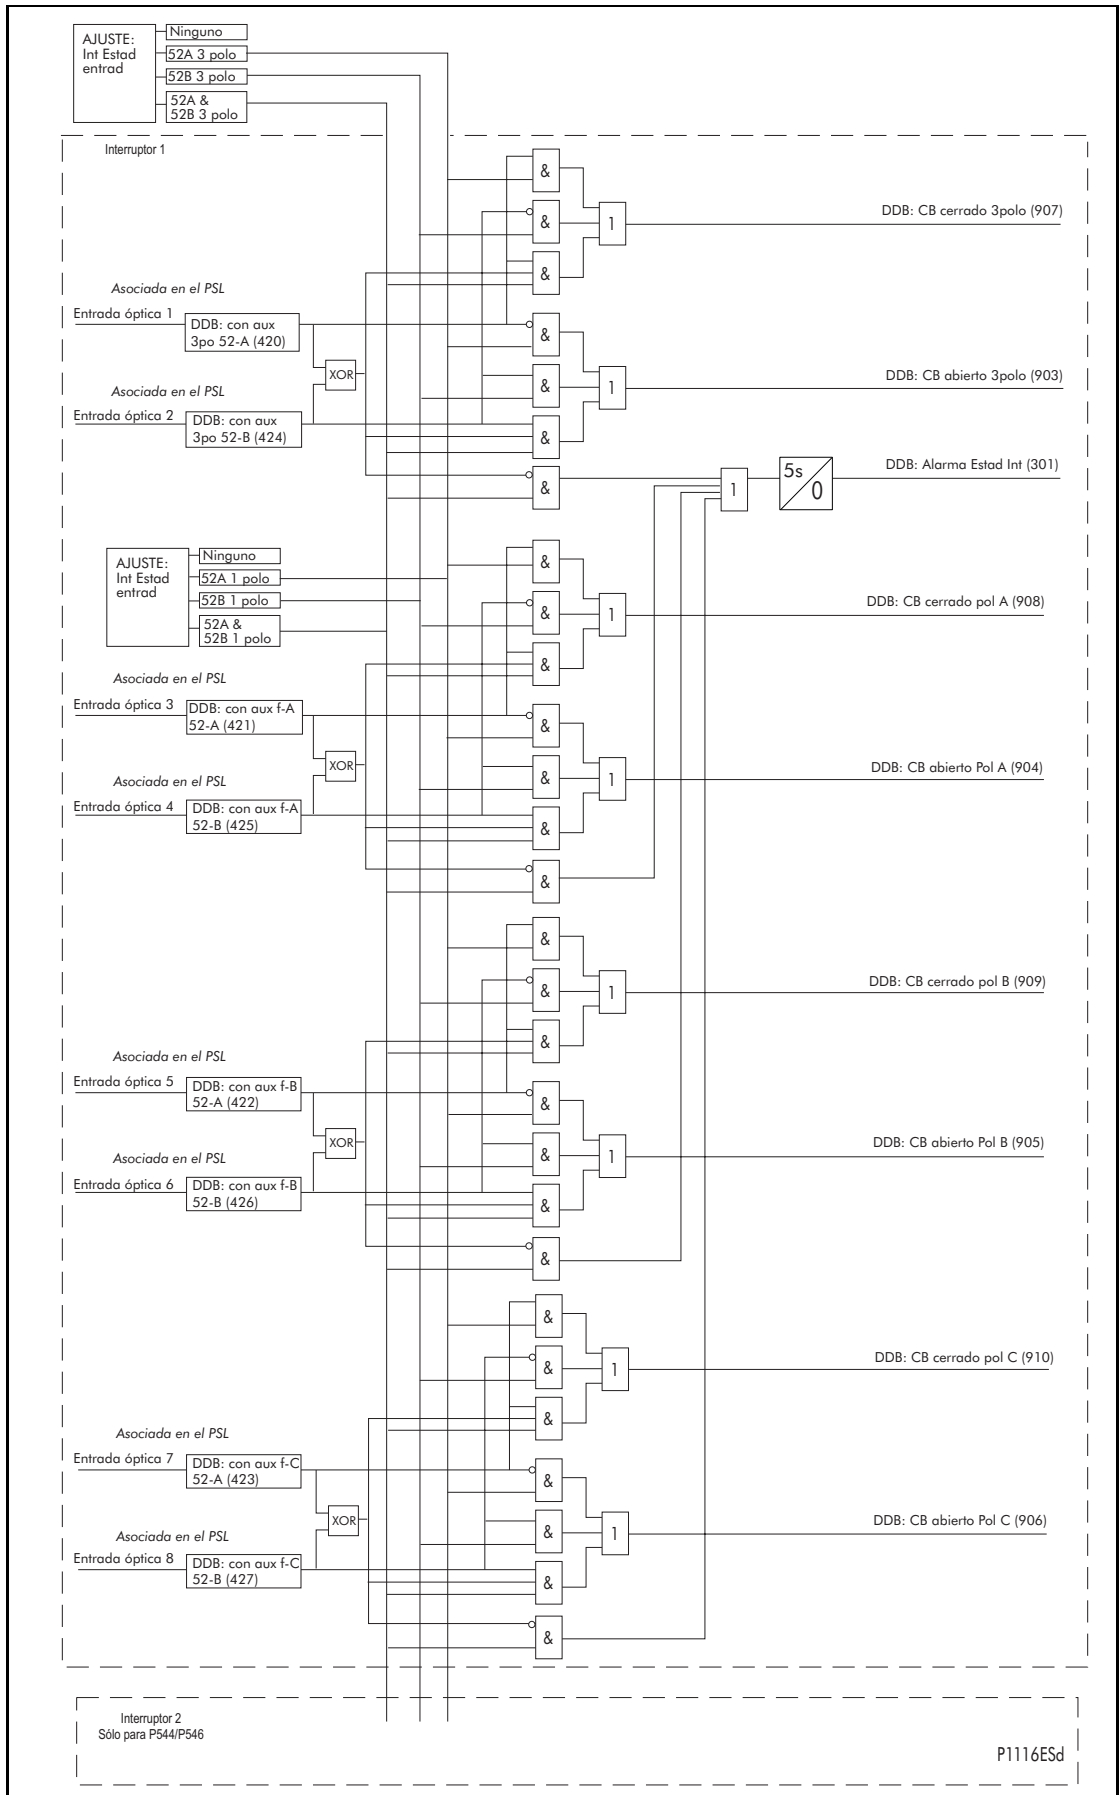 AJUSTE:
Int Estad
entrad
Ninguno
52A 3 polo
52B 3 polo
52A &
52B 3 polo
Interruptor 1
&
&
1
DDB: CB cerrado 3polo (907)
&
Asociada en el PSL
Entrada óptica 1
DDB: con aux
3po 52-A (420)
XOR
&
&
1
DDB: CB abierto 3polo (903)
Asociada en el PSL
Entrada óptica 2
DDB: con aux
3po 52-B (424)
&
&
1
5s
0
DDB: Alarma Estad Int (301)
AJUSTE:
Int Estad
entrad
Ninguno
52A 1 polo
52B 1 polo
52A &
52B 1 polo
&
&
1
DDB: CB cerrado pol A (908)
&
Asociada en el PSL
Entrada óptica 3
DDB: con aux f-A
52-A (421)
XOR
&
&
1
DDB: CB abierto Pol A (904)
Asociada en el PSL
Entrada óptica 4
DDB: con aux f-A
52-B (425)
&
&
&
&
1
DDB: CB cerrado pol B (909)
&
Asociada en el PSL
Entrada óptica 5
DDB: con aux f-B
52-A (422)
XOR
&
&
1
DDB: CB abierto Pol B (905)
Asociada en el PSL
Entrada óptica 6
DDB: con aux f-B
52-B (426)
&
&
&
&
1
DDB: CB cerrado pol C (910)
&
Asociada en el PSL
Entrada óptica 7
DDB: con aux f-C
52-A (423)
XOR
&
&
1
DDB: CB abierto Pol C (906)
Asociada en el PSL
Entrada óptica 8
DDB: con aux f-C
52-B (427)
&
&
Interruptor 2
Sólo para P544/P546
P1116ESd